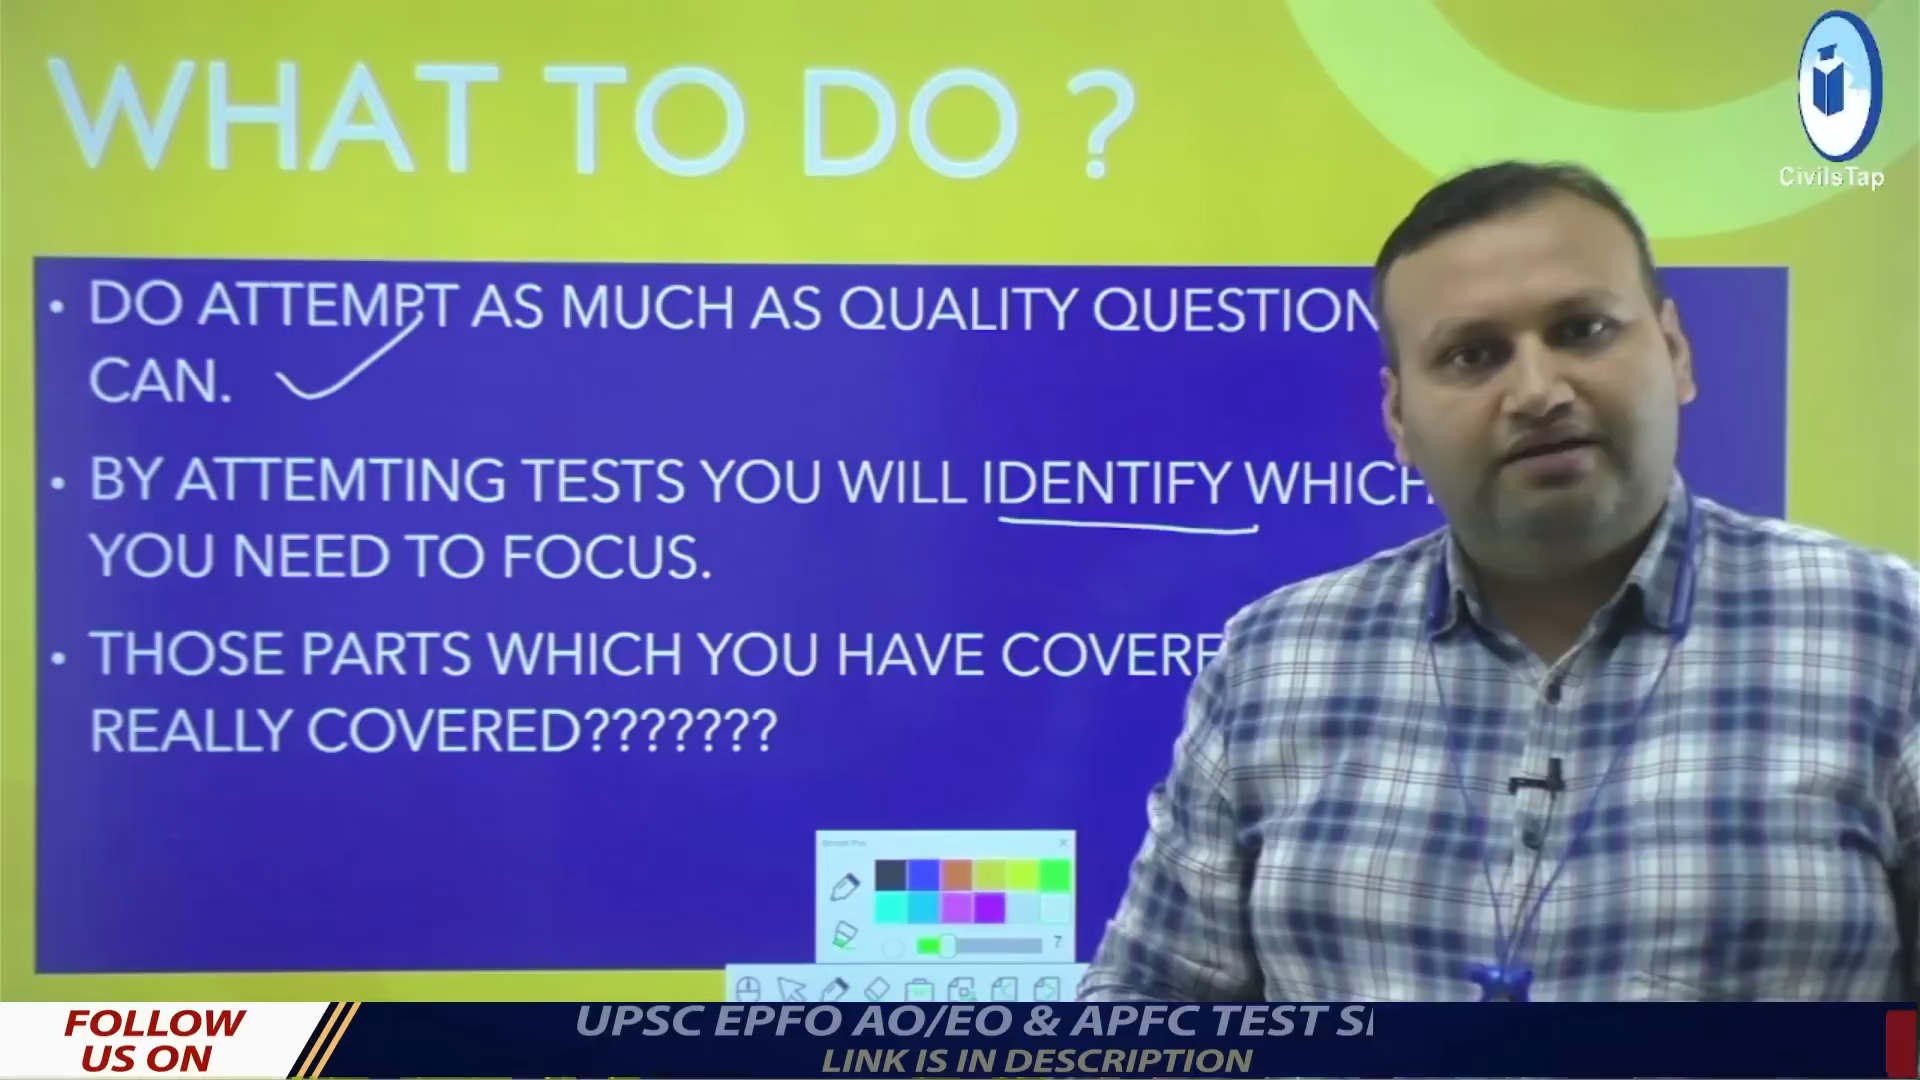 WHAT TO DO ?
CivilsTap
• DO ATTEMPT AS MUCH AS QUALITY QUESTION
CAN.
• BY ATTEMTING TESTS YOU WILL IDENTIFY WHICH
YOU NEED TO FOCUS.
• THOSE PARTS WHICH YOU HAVE COVERE
REALLY COVERED???????
7
FOLLOW
US ON
UPSC EPFO AO/EO & APFC TEST
LINK IS IN DESCRIPTION